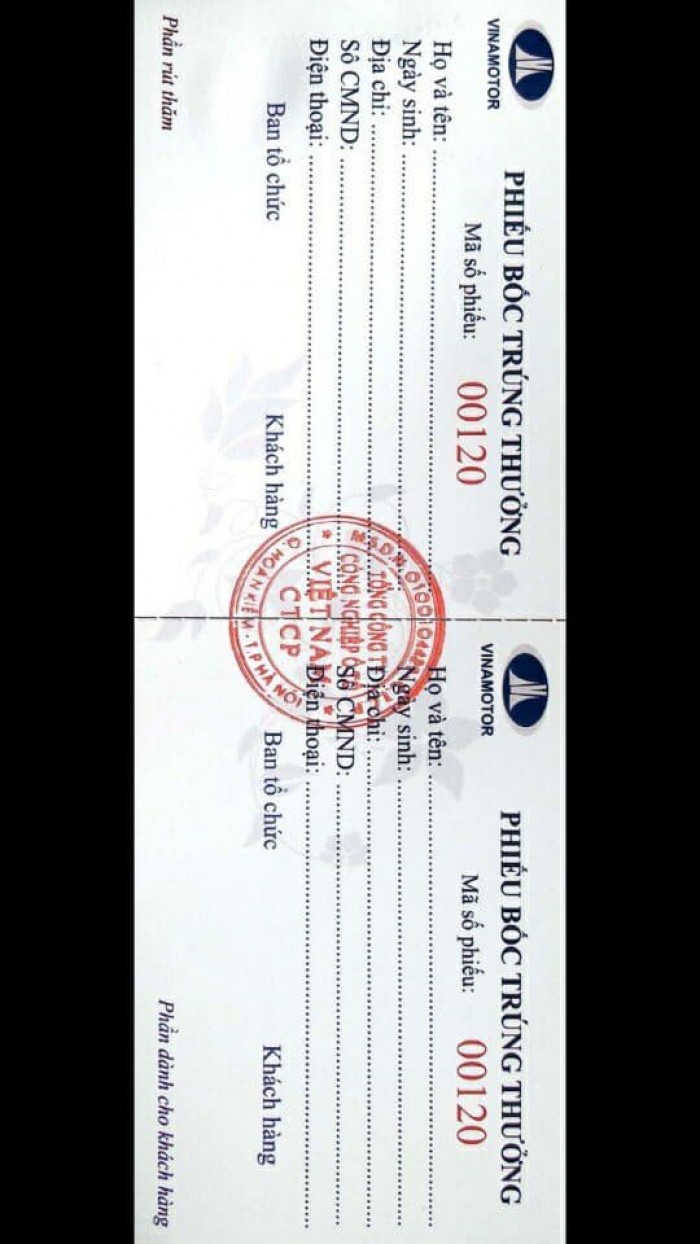 VINAMOTOR
PHIẾU BỐC TRÚNG THƯỞNG
Mã số phiếu: 00120
Họ và tên:
Ngày sinh:
Địa chỉ:
Số CMND:
Điện thoại:
Ban tổ chức Khách hàng
Phần rút thăm
M.S.D.N
TỔNG CÔNG TY
CÔNG NGHIỆP Ô TÔ
VIỆT NAM
CTCP
Q. HOÀN KIẾM - T.P HÀ NỘI
VINAMOTOR
PHIẾU BỐC TRÚNG THƯỞNG
Mã số phiếu: 00120
Họ và tên:
Ngày sinh:
Địa chỉ:
Số CMND:
Điện thoại:
Ban tổ chức Khách hàng
Phần dành cho khách hàng